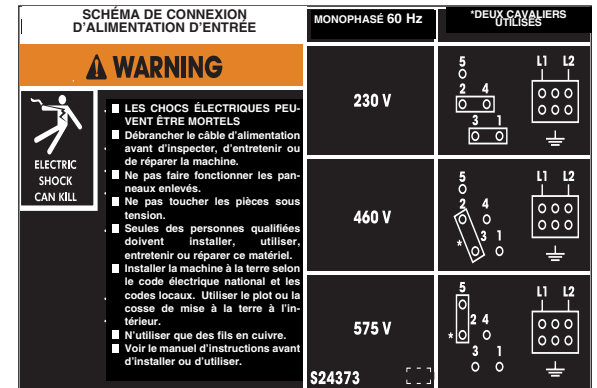 SCHÉMA DE CONNEXION
D'ALIMENTATION D'ENTRÉE
MONOPHASÉ 60 Hz
*DEUX CAVALIERS
UTILISÉS
WARNING
ELECTRIC
SHOCK
CAN KILL
LES CHOCS ÉLECTRIQUES PEU-
VENT ÊTRE MORTELS
Débrancher le câble d'alimentation
avant d'inspecter, d'entretenir ou
de réparer la machine.
Ne pas faire fonctionner les pan-
neaux enlevés.
Ne pas toucher les pièces sous
tension.
Seules des personnes qualifiées
doivent installer, utiliser,
entretenir ou réparer ce matériel.
Installer la machine à la terre selon
le code électrique national et les
codes locaux. Utiliser le plot ou la
cosse de mise à la terre à l'in-
térieur.
N'utiliser que des fils en cuivre.
Voir le manuel d'instructions avant
d'installer ou d'utiliser.
230 V
5
2 4
3 1
L1 L2
460 V
5
2 4
* 3 1
L1 L2
575 V
5
2 4
*
3 1
L1 L2
S24373